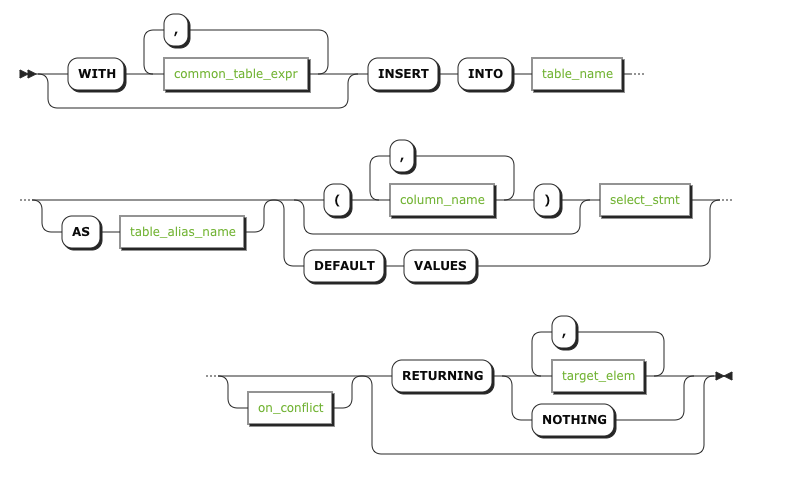 ,
WITH common_table_expr INSERT INTO table_name
,
( column_name ) select_stmt
AS table_alias_name
DEFAULT VALUES
,
RETURNING target_elem
on_conflict
NOTHING